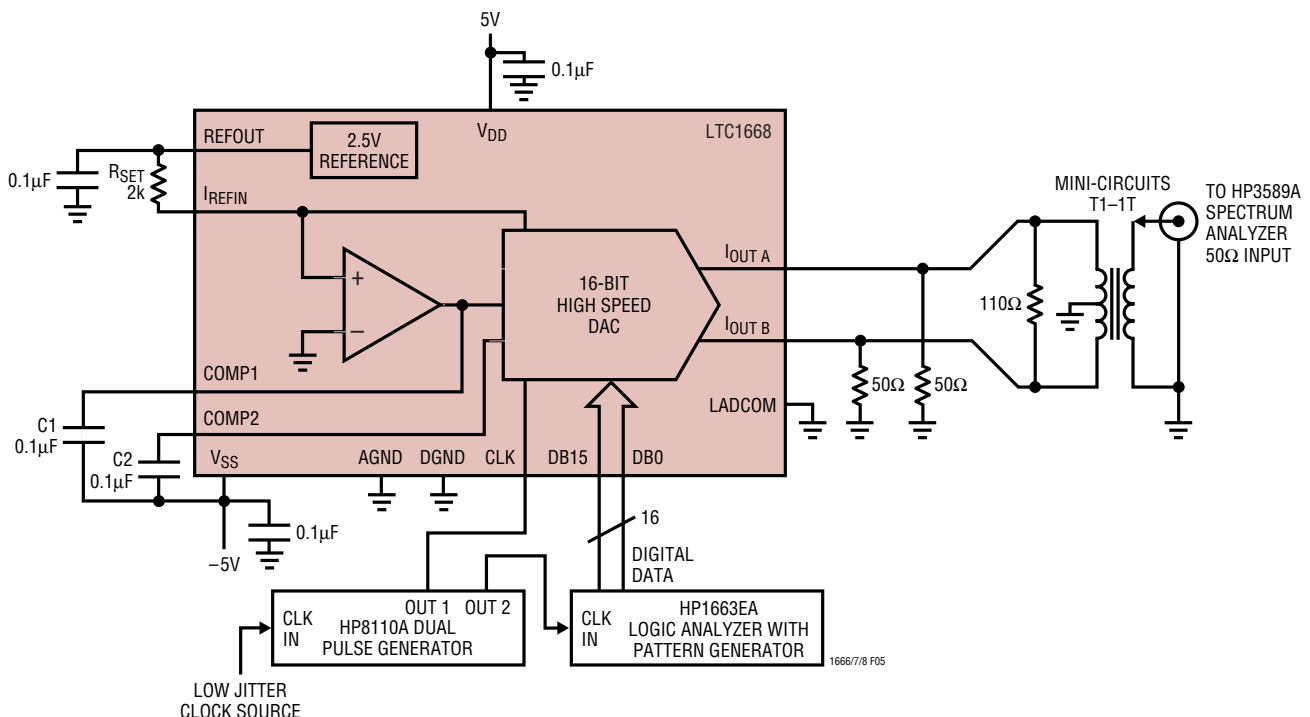 5V
0.1µF
REFOUT
2.5V
REFERENCE
VDD
LTC1668
0.1µF
RSET
2k
IREFIN
MINI-CIRCUITS
T1–1T
TO HP3589A
SPECTRUM
ANALYZER
50Ω INPUT
+
–
16-BIT
HIGH SPEED
DAC
IOUT A
110Ω
IOUT B
COMP1
50Ω
50Ω
LADCOM
COMP2
C1
0.1µF
C2
0.1µF
VSS
AGND
DGND
CLK
DB15
DB0
0.1µF
–5V
16
DIGITAL
DATA
OUT 1
OUT 2
CLK
IN
HP8110A DUAL
PULSE GENERATOR
CLK
IN
HP1663EA
LOGIC ANALYZER WITH
PATTERN GENERATOR
1666/7/8 F05
LOW JITTER
CLOCK SOURCE